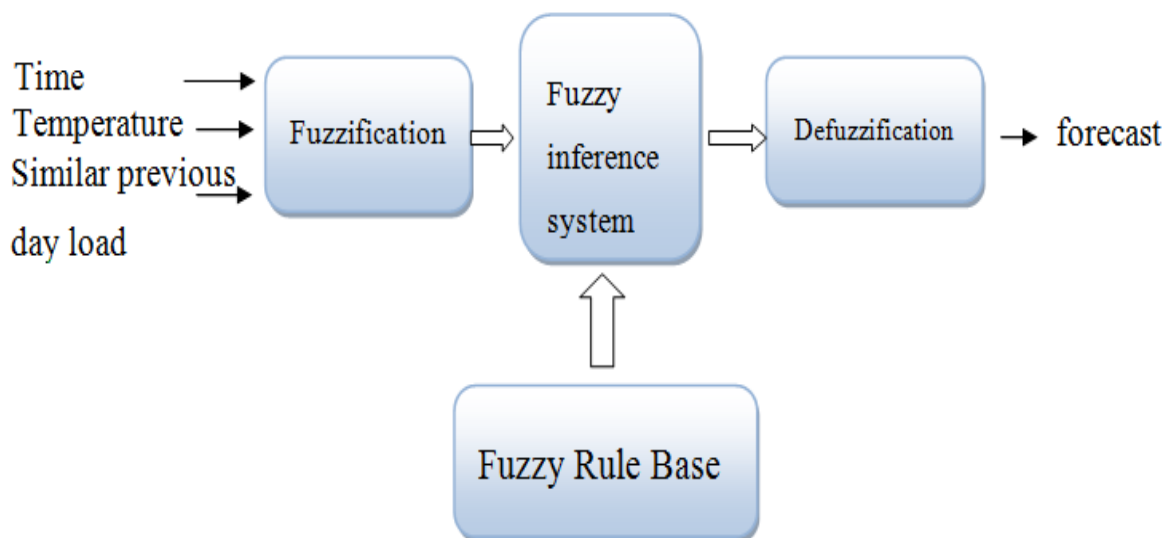 Time
Temperature
Similar previous
day load
Fuzzification
Fuzzy
inference
system
Defuzzification
forecast
Fuzzy Rule Base